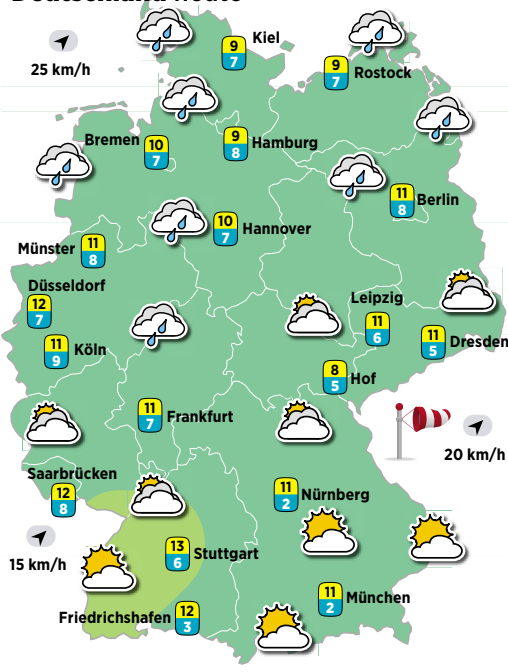 Deutschland heute
Kiel
9
7
25 km/h
9
7
Rostock
Bremen
10
7
9
8
Hamburg
11
8
Berlin
10
7
Hannover
Münster
11
8
Düsseldorf
12
7
Leipzig
11
6
11
5
Dresden
11
9
Köln
8
5
Hof
11
7
Frankfurt
20 km/h
Saarbrücken
12
8
11
2
Nürnberg
15 km/h
13
6
Stuttgart
11
2
München
Friedrichshafen
12
3